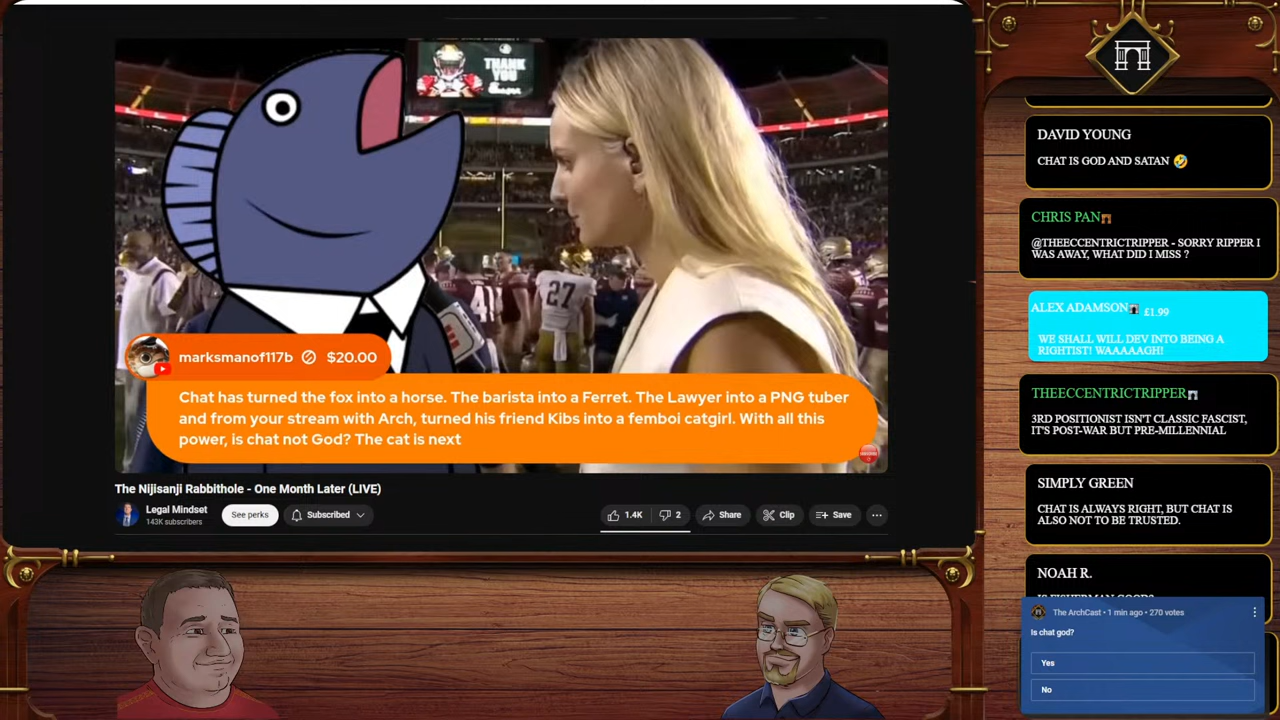 THANK
YOU
27
marksmanof117b $20.00
Chat has turned the fox into a horse. The barista into a Ferret. The Lawyer into a PNG tuber
and from your stream with Arch, turned his friend Kibs into a femboi catgirl. With all this
power, is chat not God? The cat is next
The Nijisanji Rabbithole - One Month Later (LIVE)
Legal Mindset
143K subscribers
See perks
Subscribed
1.4K
2
Share
Clip
Save
DAVID YOUNG
CHAT IS GOD AND SATAN 🤣
CHRIS PAN
@THEECCENTRICTRIPPER - SORRY RIPPER I
WAS AWAY, WHAT DID I MISS ?
ALEX ADAMSON £1.99
WE SHALL WILL DEV INTO BEING A
RIGHTIST! WAAAAAGH!
THEECCENTRICTRIPPER
3RD POSITIONIST ISN'T CLASSIC FASCIST,
IT'S POST-WAR BUT PRE-MILLENNIAL
SIMPLY GREEN
CHAT IS ALWAYS RIGHT, BUT CHAT IS
ALSO NOT TO BE TRUSTED.
NOAH R.
IS FISHERMAN GOOD?
The ArchCast • 1 min ago • 270 votes
Is chat god?
Yes
No